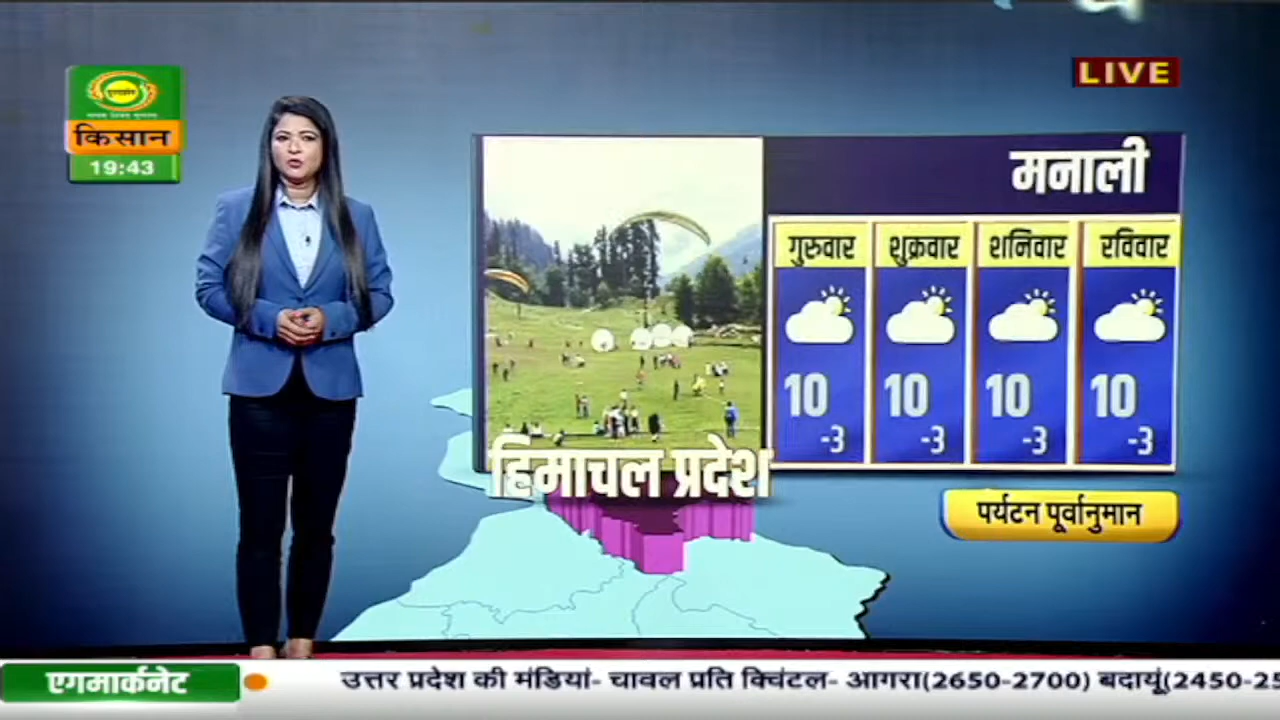 LIVE
किसान
19:43
मनाली
गुरुवार शुक्रवार शनिवार रविवार
10 10 10 10
-3 -3 -3 -3
हिमाचल प्रदेश
पर्यटन पूर्वानुमान
एगमार्कनेट
उत्तर प्रदेश की मंडियां- चावल प्रति क्विंटल- आगरा(2650-2700) बदायूं(2450-25